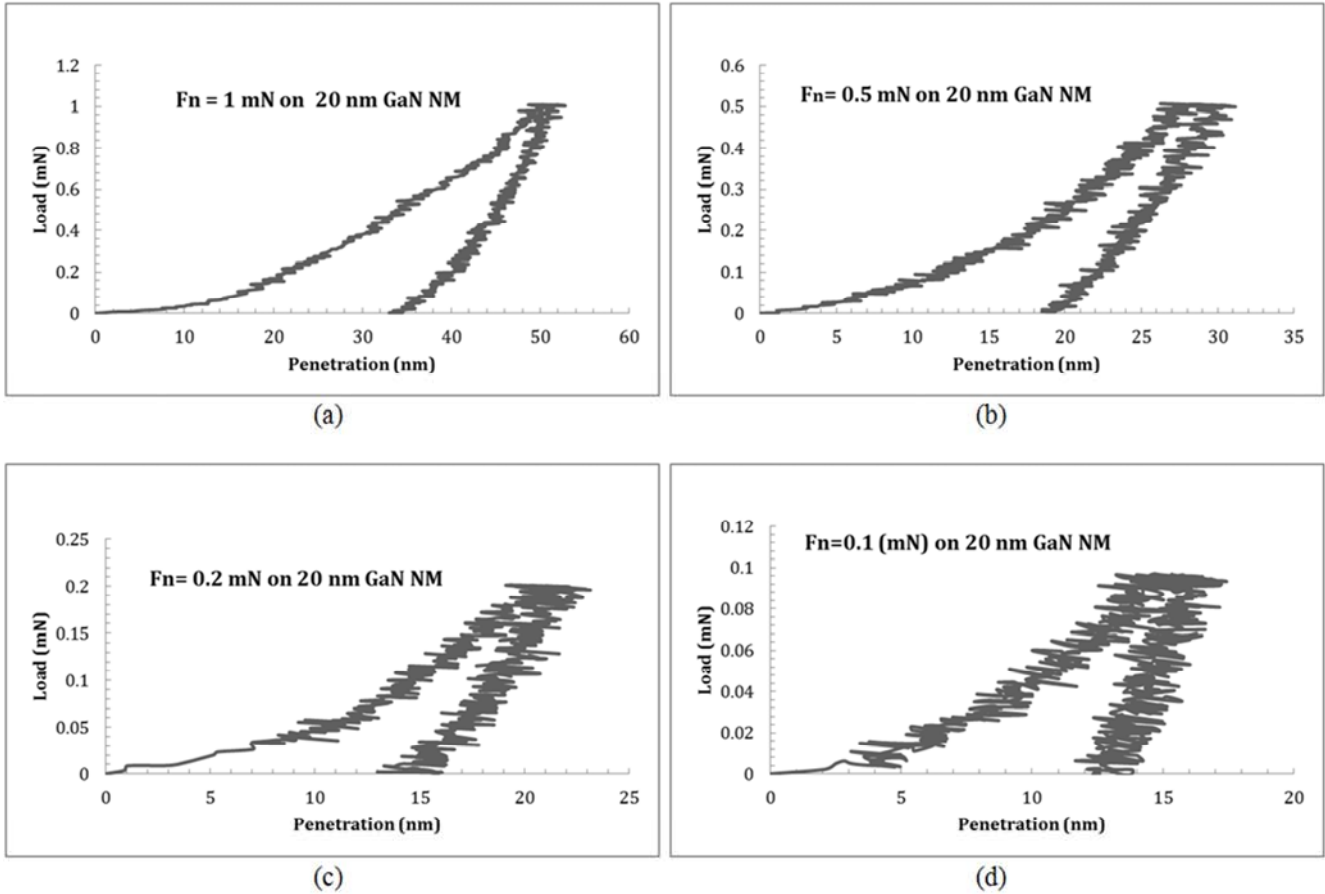 Fn = 1 mN on 20 nm GaN NM
Load (mN)
1.2
1
0.8
0.6
0.4
0.2
0
0 10 20 30 40 50 60
Penetration (nm)
(a)
Fn= 0.5 mN on 20 nm GaN NM
Load (mN)
0.6
0.5
0.4
0.3
0.2
0.1
0
0 5 10 15 20 25 30 35
Penetration (nm)
(b)
Fn= 0.2 mN on 20 nm GaN NM
Load (mN)
0.25
0.2
0.15
0.1
0.05
0
0 5 10 15 20 25
Penetration (nm)
(c)
Fn=0.1 (mN) on 20 nm GaN NM
Load (mN)
0.12
0.1
0.08
0.06
0.04
0.02
0
0 5 10 15 20
Penetration (nm)
(d)